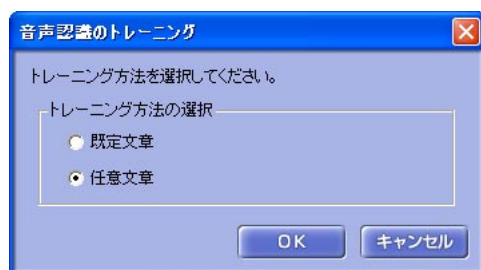 音声認識のトレーニング
トレーニング方法を選択してください。
トレーニング方法の選択
既定文章
任意文章
OK
キャンセル